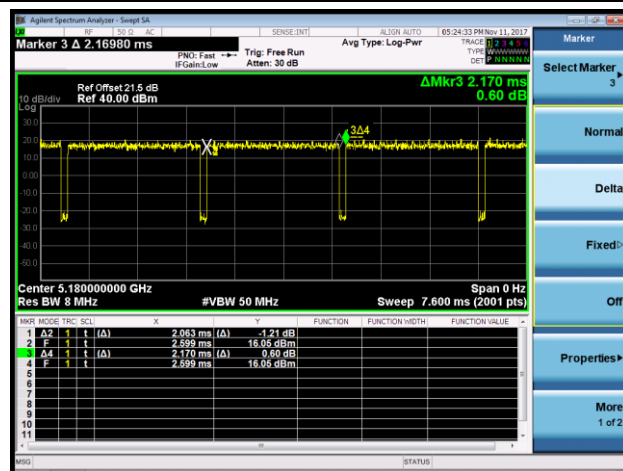 Agilent Spectrum Analyzer - Swept SA
RF 50 Ω AC SENSE:INT ALIGN AUTO 05:24:33 PM Nov 11, 2017
Marker 3 Δ 2.16980 ms
PNO: Fast Trig: Free Run Avg Type: Log-Pwr TRACE 1 2 3 4 5 6
IFGain:Low Atten: 30 dB TYPE WWWWWW
DET P NNNNN
Ref Offset 21.5 dB ΔMkr3 2.170 ms
10 dB/div Ref 40.00 dBm 0.60 dB
Log
30.0
20.0
10.0
0.00
-10.0
-20.0
-30.0
-40.0
-50.0
3Δ4
Center 5.180000000 GHz Span 0 Hz
Res BW 8 MHz #VBW 50 MHz Sweep 7.600 ms (2001 pts)
MKR MODE TRC SCL X Y FUNCTION FUNCTION WIDTH FUNCTION VALUE
1 Δ2 1 t (Δ) 2.063 ms (Δ) -1.21 dB
2 F 1 t 2.599 ms 16.05 dBm
3 Δ4 1 t (Δ) 2.170 ms (Δ) 0.60 dB
4 F 1 t 2.599 ms 16.05 dBm
5
6
7
8
9
10
11
MSG STATUS
Marker
Select Marker
3
Normal
Delta
Fixed
Off
Properties
More
1 of 2